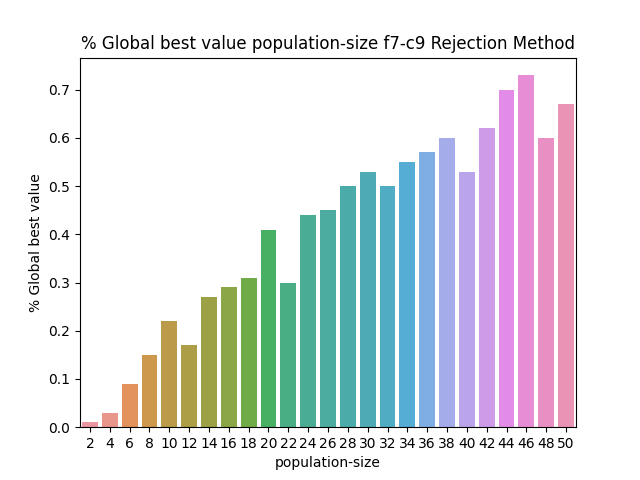 % Global best value population-size f7-c9 Rejection Method
% Global best value
0.7
0.6
0.5
0.4
0.3
0.2
0.1
0.0
2 4 6 8 10 12 14 16 18 20 22 24 26 28 30 32 34 36 38 40 42 44 46 48 50
population-size